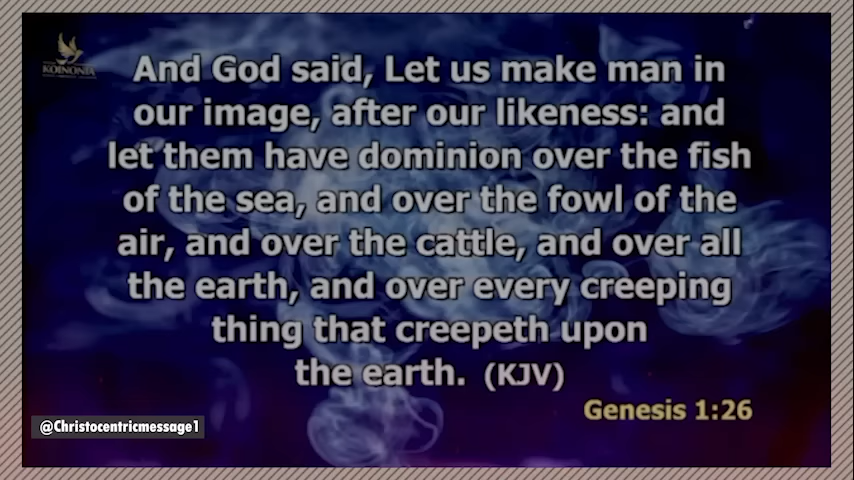 KOINONIA
And God said, Let us make man in
our image, after our likeness: and
let them have dominion over the fish
of the sea, and over the fowl of the
air, and over the cattle, and over all
the earth, and over every creeping
thing that creepeth upon
the earth. (KJV)
Genesis 1:26
@Christocentricmessage1